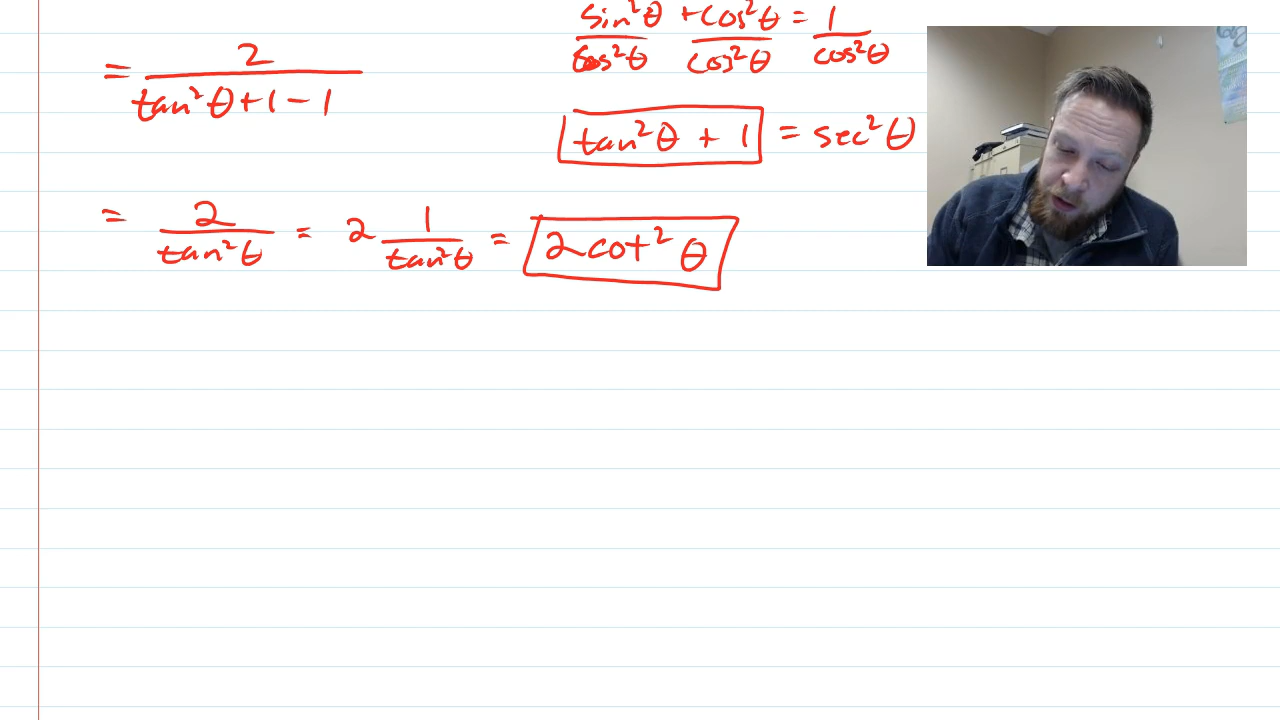 sin²θ + cos²θ = 1
cos²θ cos²θ cos²θ
= 2
tan²θ + 1 − 1
tan²θ + 1 = sec²θ
= 2/tan²θ = 2 1/tan²θ = 2cot²θ